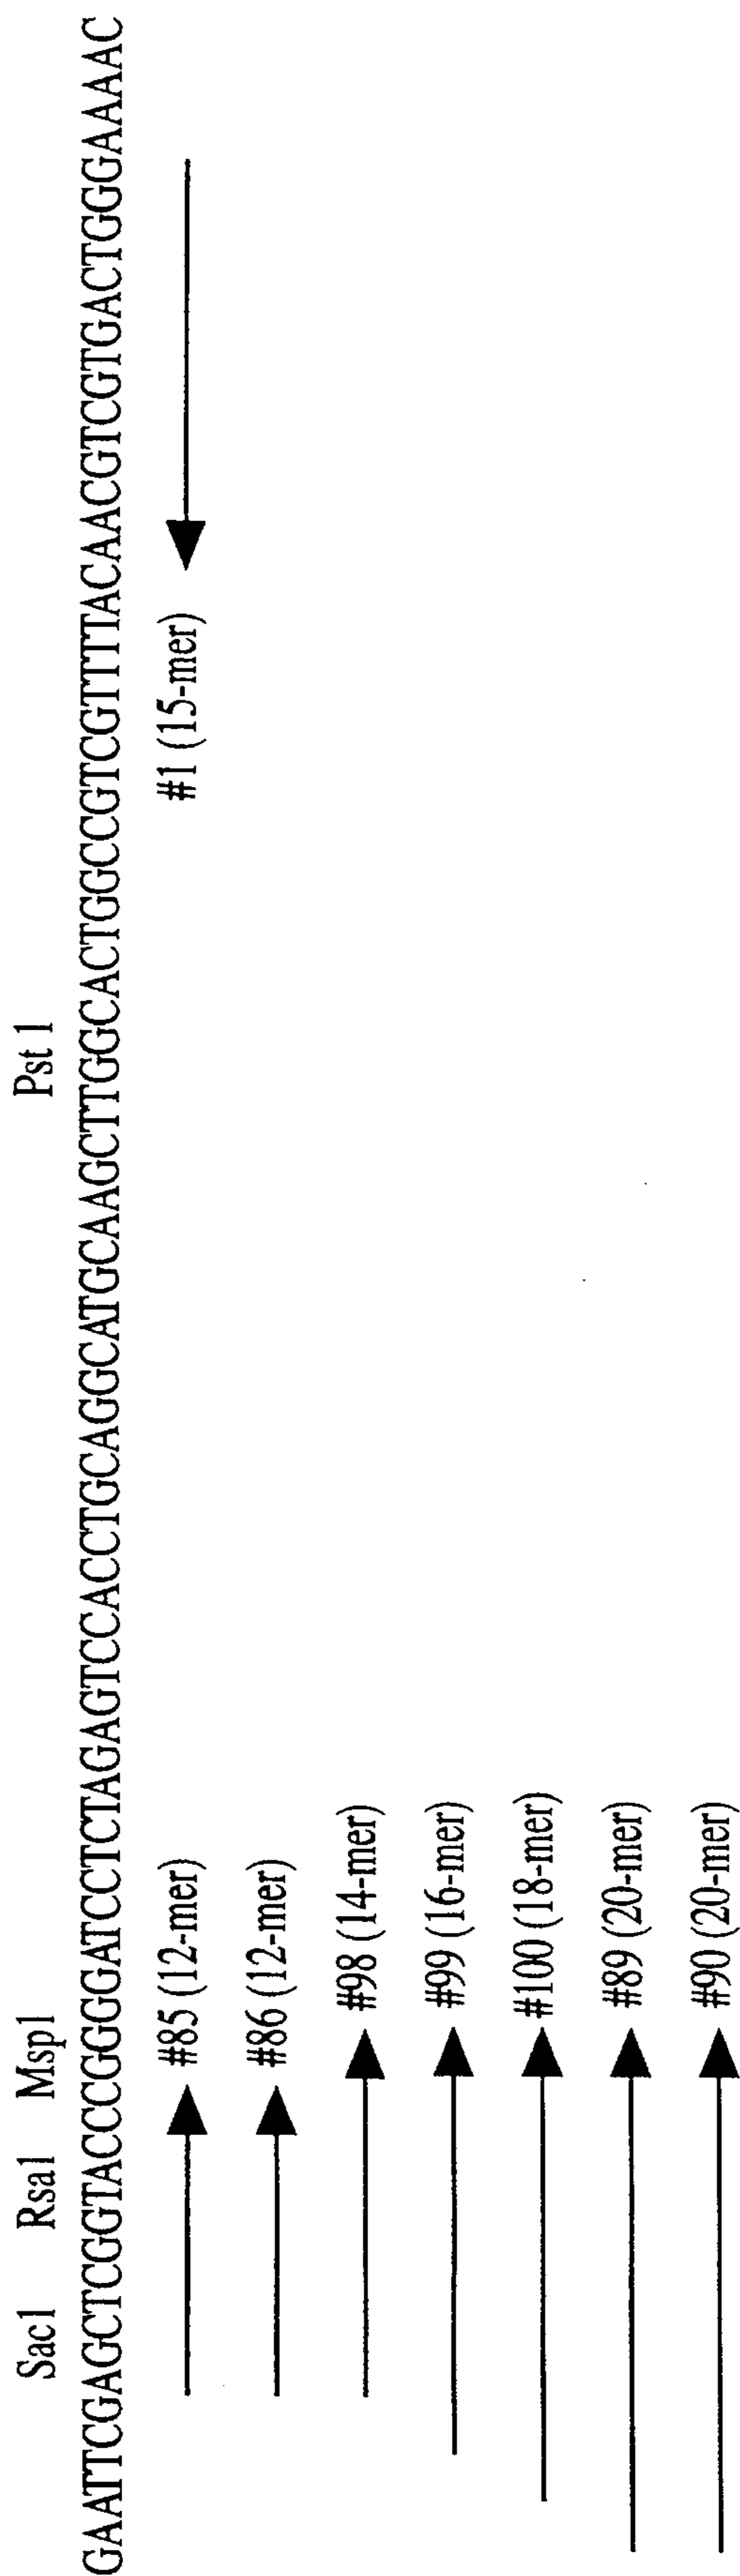 Sac1 Rsa1 Msp1 Pst 1
GAATTCGAGCTCGGTACCCGGGGATCCTCTAGAGTCCACCTGCAGGCATGCAAGCTTGGCACTGGCCGTCGTTTTACAACGTCGTGACTGGGAAAAC
#85 (12-mer) #1 (15-mer)
#86 (12-mer)
#98 (14-mer)
#99 (16-mer)
#100 (18-mer)
#89 (20-mer)
#90 (20-mer)